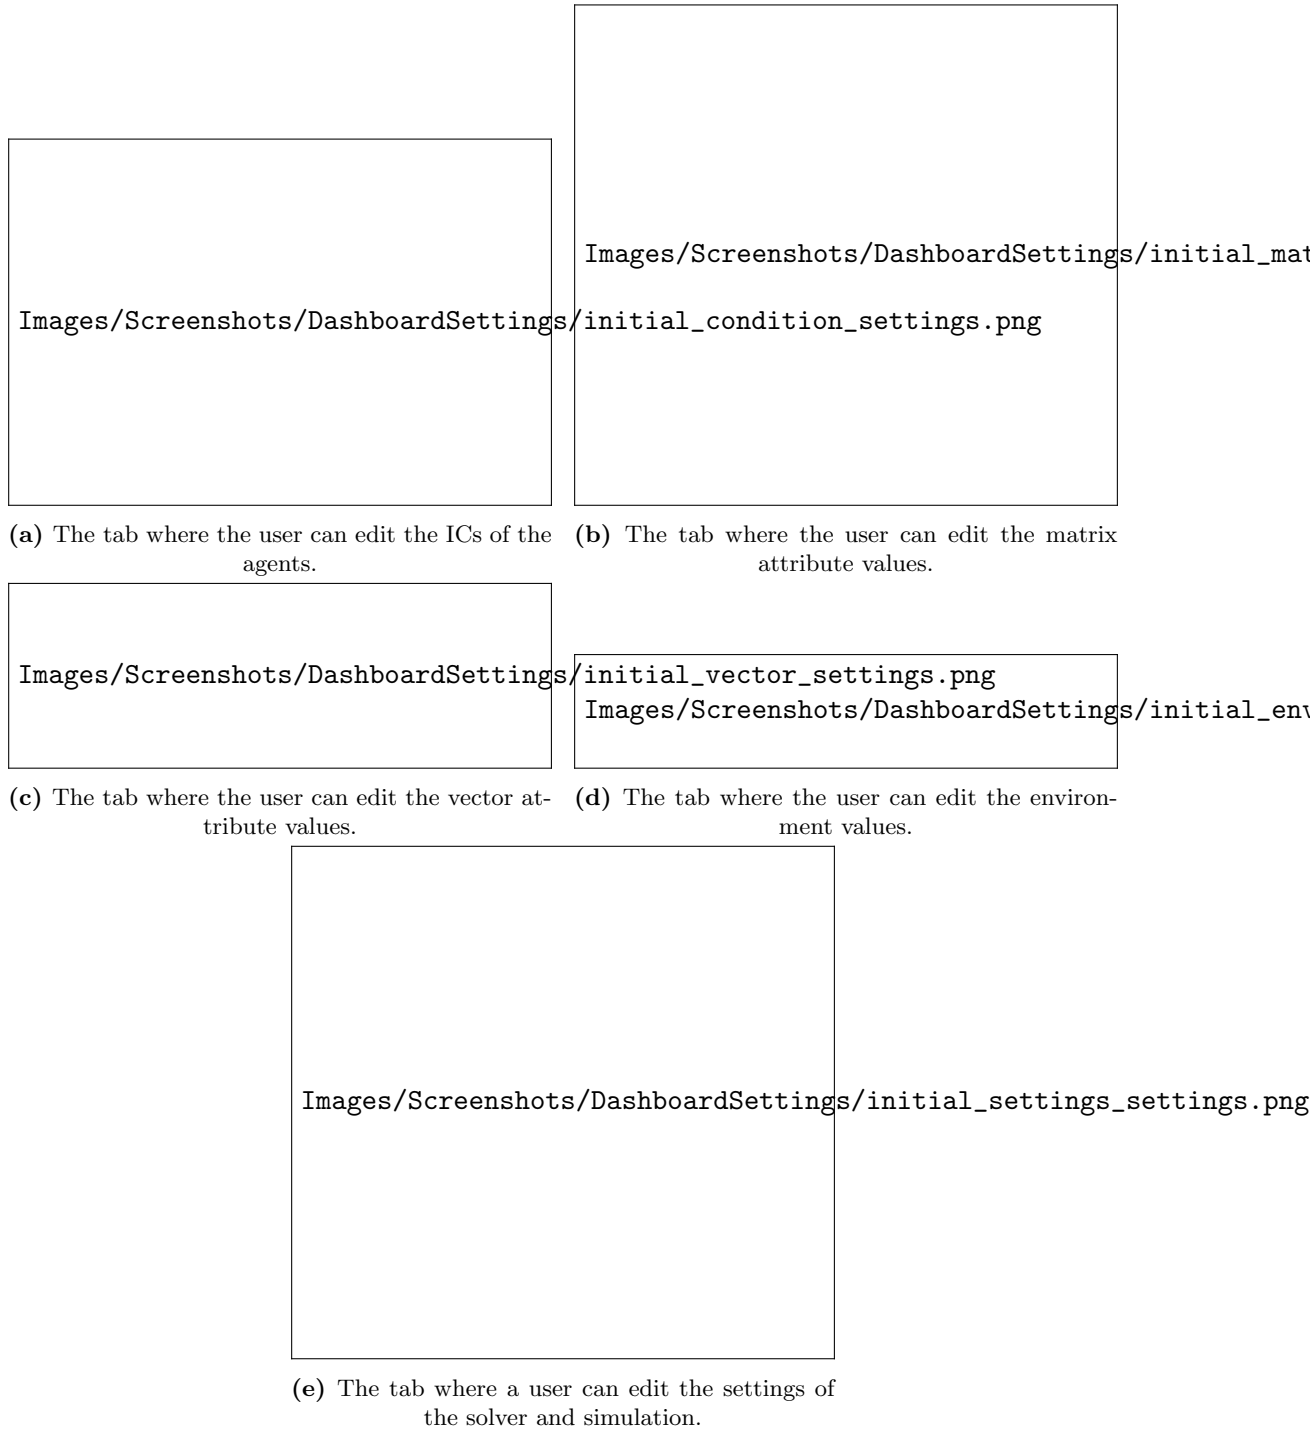 Images/Screenshots/DashboardSettings/initial_mat
Images/Screenshots/DashboardSettings/initial_condition_settings.png
(a) The tab where the user can edit the ICs of the
agents.
(b) The tab where the user can edit the matrix
attribute values.
Images/Screenshots/DashboardSettings/initial_vector_settings.png
Images/Screenshots/DashboardSettings/initial_env
(c) The tab where the user can edit the vector at-
tribute values.
(d) The tab where the user can edit the environ-
ment values.
Images/Screenshots/DashboardSettings/initial_settings_settings.png
(e) The tab where a user can edit the settings of
the solver and simulation.